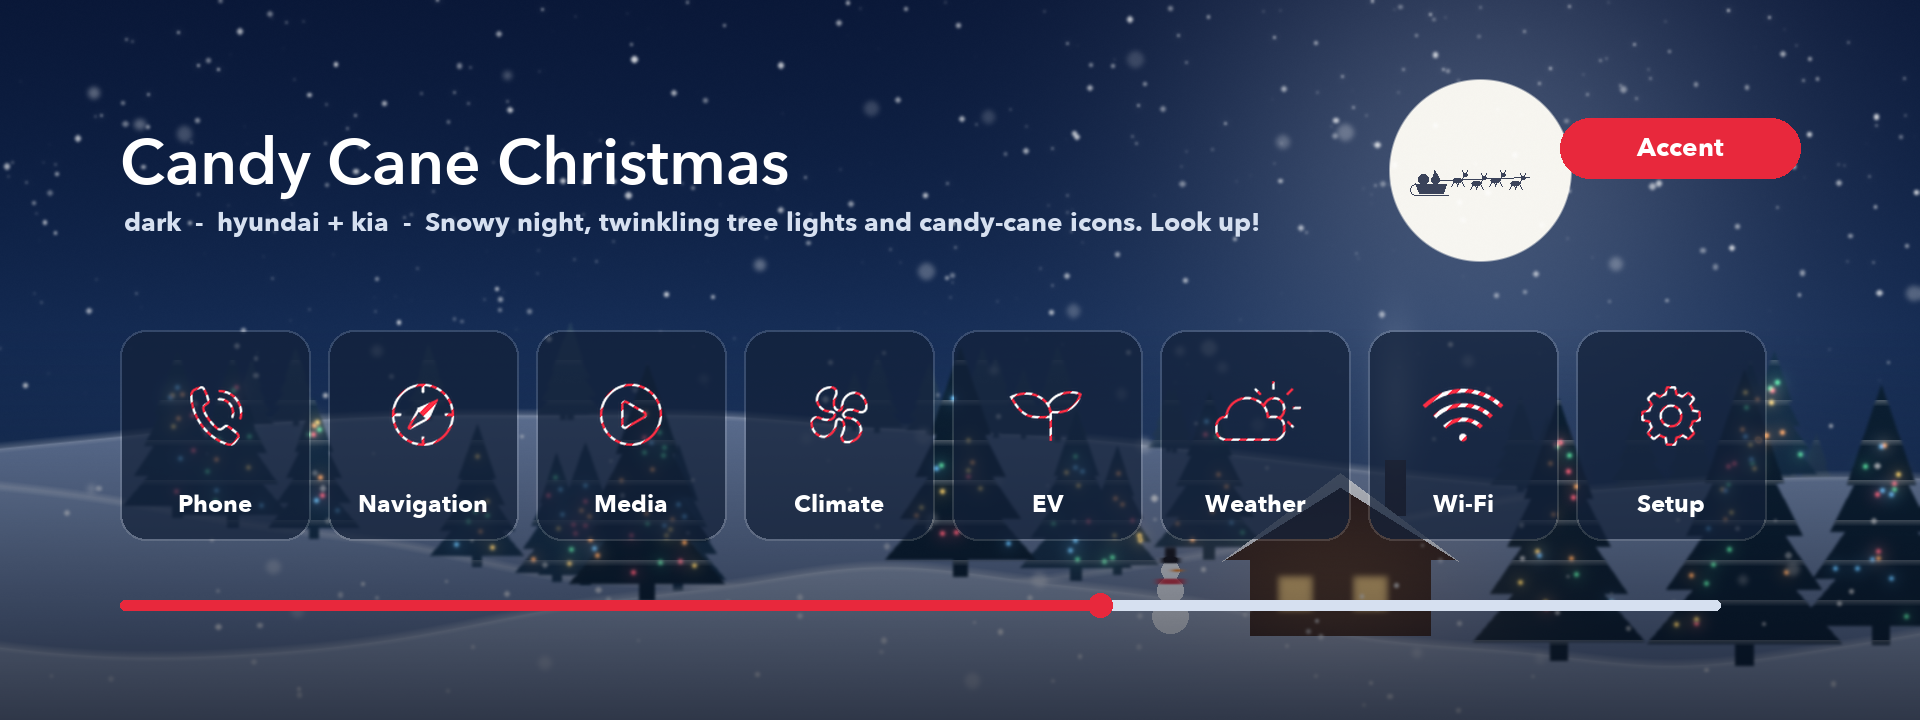 Candy Cane Christmas
Accent
dark - hyundai + kia - Snowy night, twinkling tree lights and candy-cane icons. Look up!
Phone
Navigation
Media
Climate
EV
Weather
Wi-Fi
Setup